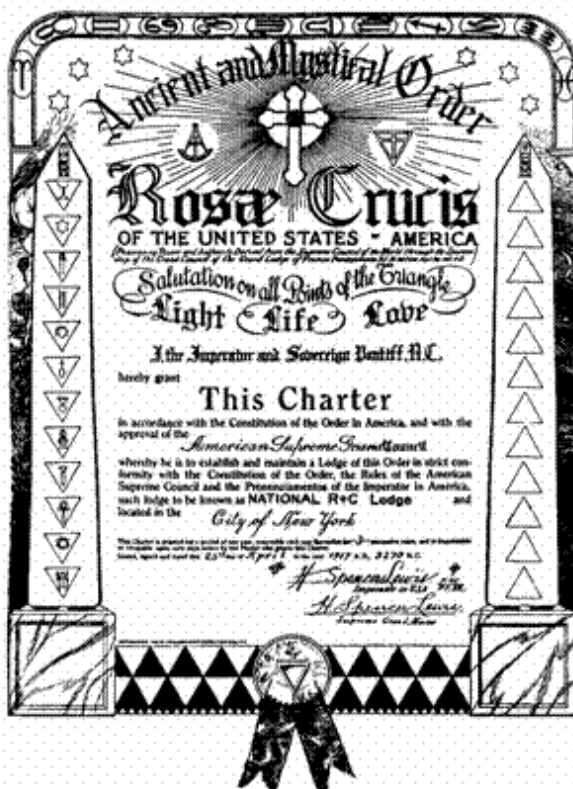 Ancient and Mystical Order
Rosæ Crucis
OF THE UNITED STATES - AMERICA
Salutation on all Points of the Triangle
Light Life Love
I, the Imperator and Sovereign Pontiff, R.C.
hereby grant
This Charter
in accordance with the Constitution of the Order in America, and with the
approval of the
American Supreme Grand Council
whereby he is to establish and maintain a Lodge of this Order in strict con-
formity with the Constitution of the Order, the Rules of the American
Supreme Council and the Pronunciamentos of the Imperator in America,
such lodge to be known as NATIONAL R+C Lodge and
located in the
City of New York
H. Spencer Lewis
Imperator in U.S.A.
H. Spencer Lewis